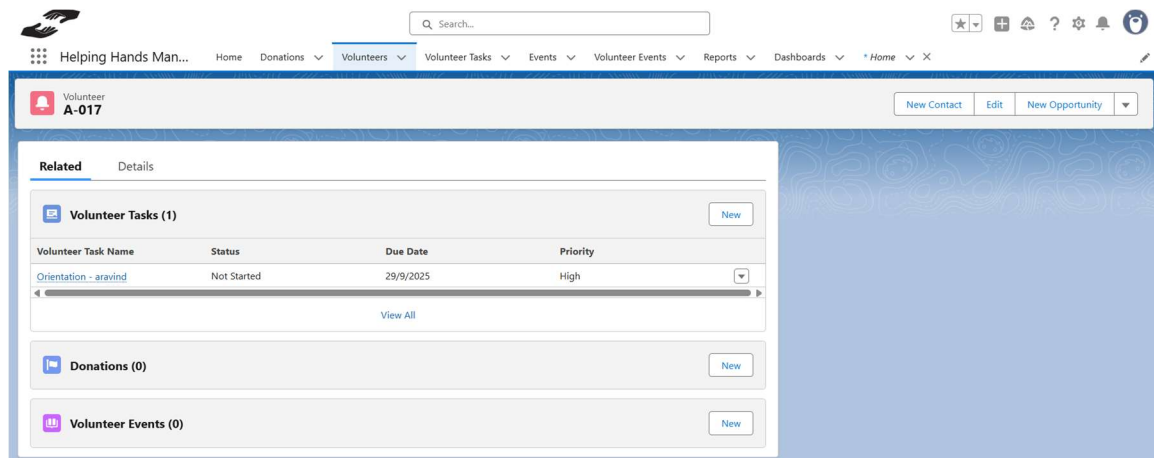 Search...
Helping Hands Man... Home Donations Volunteers Volunteer Tasks Events Volunteer Events Reports Dashboards * Home
Volunteer
A-017
New Contact Edit New Opportunity
Related Details
Volunteer Tasks (1) New
Volunteer Task Name Status Due Date Priority
Orientation - aravind Not Started 29/9/2025 High
View All
Donations (0) New
Volunteer Events (0) New